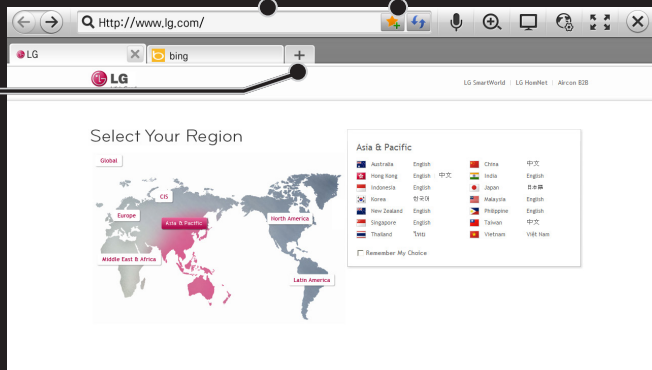 Http://www.lg.com/
LG
bing
LG
LG SmartWorld | LG HomNet | Aircon B2B
Select Your Region
Global
CIS
Europe
Asia & Pacific
North America
Middle East & Africa
Latin America
Asia & Pacific
Australia English China 中文
Hong Kong English 中文 India English
Indonesia English Japan 日本語
Korea 한국어 Malaysia English
New Zealand English Philippine English
Singapore English Taiwan 中文
Thailand ไทย Vietnam Việt Nam
Remember My Choice